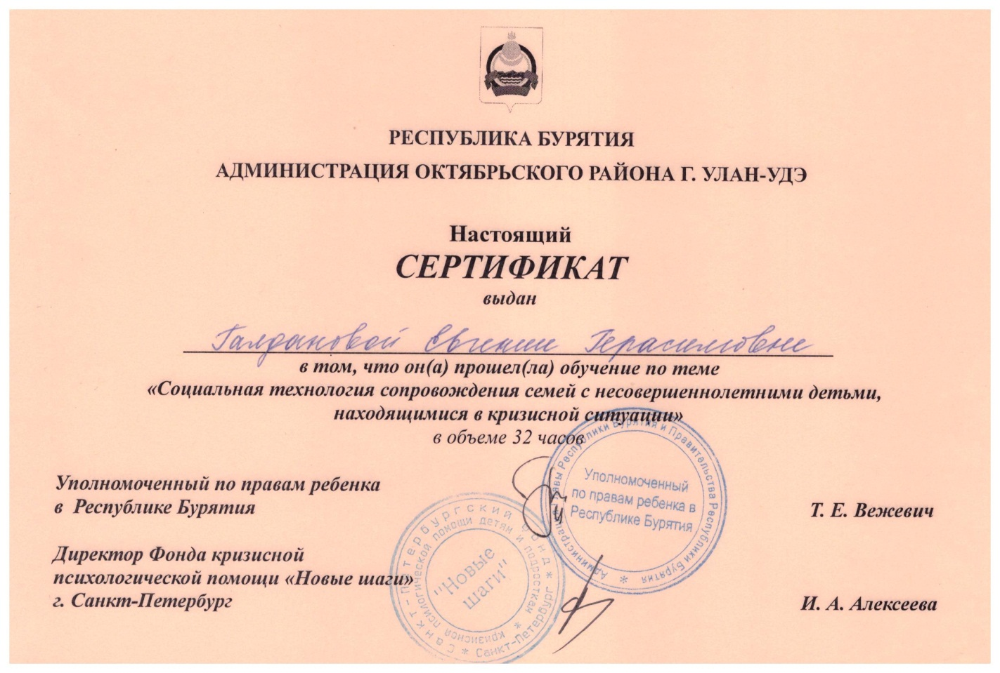 РЕСПУБЛИКА БУРЯТИЯ
АДМИНИСТРАЦИЯ ОКТЯБРЬСКОГО РАЙОНА Г. УЛАН-УДЭ
Настоящий
СЕРТИФИКАТ
выдан
Галдановой Евгении Герасимовне
в том, что он(а) прошел(ла) обучение по теме
«Социальная технология сопровождения семей с несовершеннолетними детьми,
находящимися в кризисной ситуации»
в объеме 32 часов
Уполномоченный по правам ребенка
в Республике Бурятия
Т. Е. Вежевич
Администрация Главы Республики Бурятия и Правительства Республики Бурятия *
Уполномоченный
по правам ребенка в
Республике Бурятия
Директор Фонда кризисной
психологической помощи «Новые шаги»
г. Санкт-Петербург
И. А. Алексеева
Санкт-Петербургский фонд * Санкт-Петербург *
кризисной психологической помощи детям и подросткам *
"Новые
шаги"